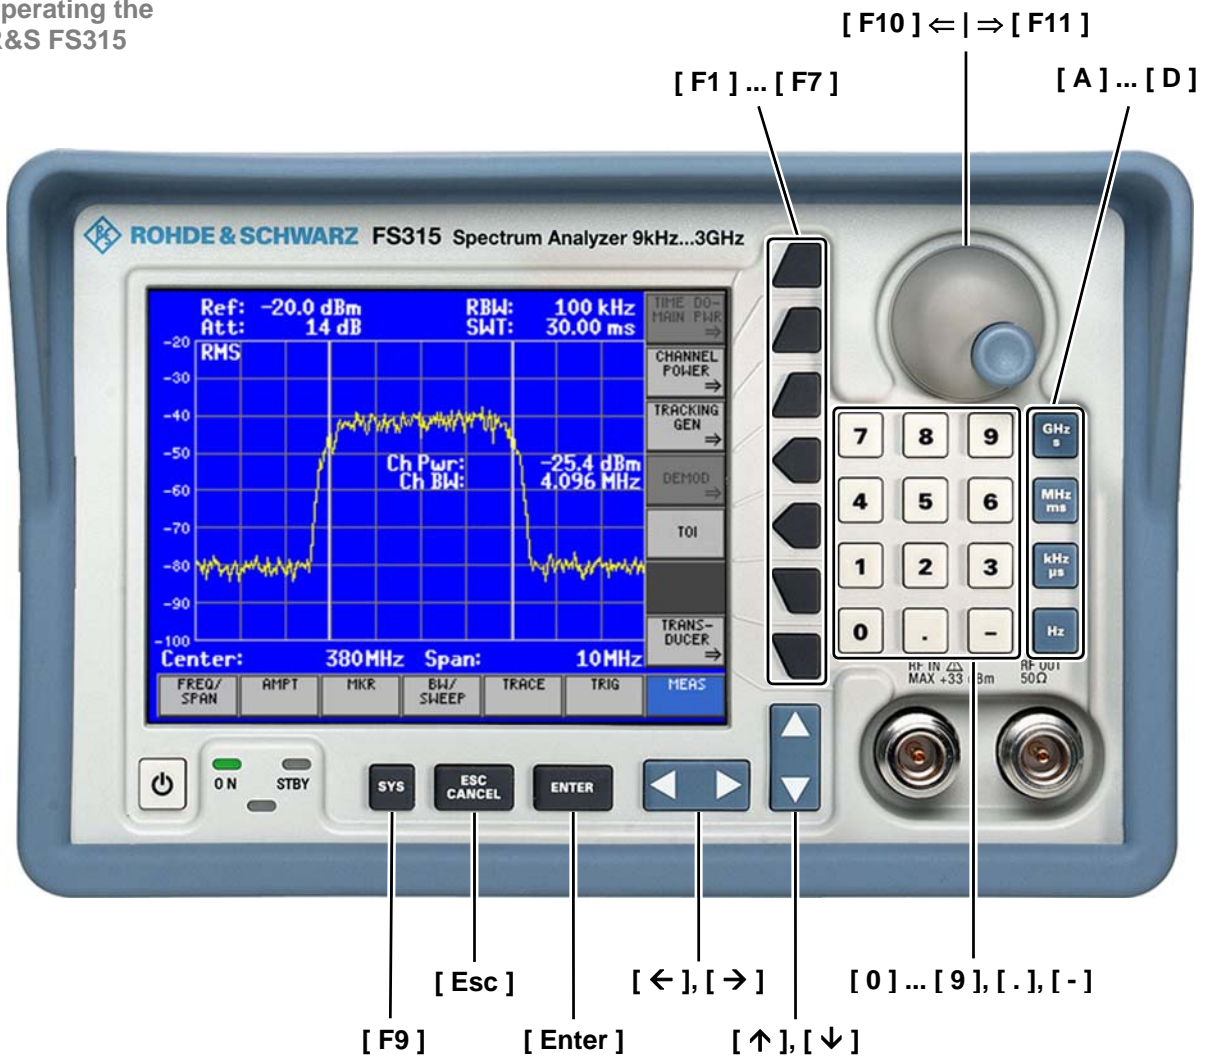 perating the
R&S FS315
[ F10 ] ⇐ | ⇒ [ F11 ]
[ F1 ] ... [ F7 ]
[ A ] ... [ D ]
ROHDE & SCHWARZ FS315 Spectrum Analyzer 9kHz...3GHz
Ref: -20.0 dBm RBW: 100 kHz
Att: 14 dB SWT: 30.00 ms
TIME DO-
MAIN PWR
⇒
-20
RMS
-30
-40
-50
-60
-70
-80
-90
-100
Ch Pwr: -25.4 dBm
Ch BW: 4.096 MHz
CHANNEL
POWER
⇒
TRACKING
GEN
⇒
DEMOD
⇒
TOI
TRANS-
DUCER
⇒
Center: 380MHz Span: 10MHz
FREQ/
SPAN
AMPT
MKR
BW/
SWEEP
TRACE
TRIG
MEAS
7 8 9
GHz
s
4 5 6
MHz
ms
1 2 3
kHz
µs
0 . -
Hz
RF IN
MAX +33 dBm
RF OUT
50Ω
ON
STBY
SYS
ESC
CANCEL
ENTER
[ Esc ]
[ ← ], [ → ]
[ 0 ] ... [ 9 ], [ . ], [ - ]
[ F9 ]
[ Enter ]
[ ↑ ], [ ↓ ]